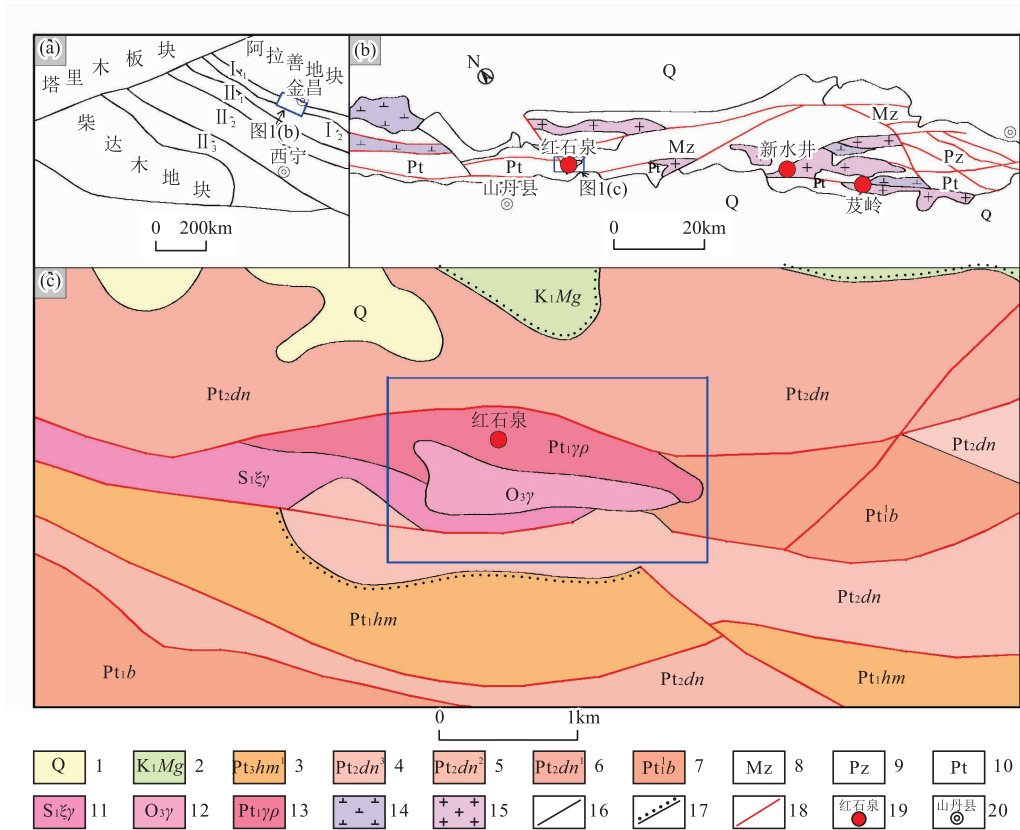 (a)
塔里木板块
阿拉善地块
金昌
I₁
II₁
II₂
I₂
II₃
图1(b)
西宁
柴达木地块
0 200km
(b)
N
Q
Mz
红石泉
Mz
新水井
Pz
Pt
Pt
Pt
Pt
Pt
山丹县
图1(c)
芨岭
Q
Q
0 20km
(c)
K₁Mg
Q
Pt₂dn
Pt₂dn
红石泉
Pt₁γρ
Pt₂dn
S₁ξγ
O₃γ
Pt₁¹b
Pt₂dn
Pt₁hm
Pt₁b
Pt₂dn
Pt₁hm
0 1km
Q 1 K₁Mg 2 Pt₃hm¹ 3 Pt₂dn³ 4 Pt₂dn² 5 Pt₂dn¹ 6 Pt₁¹b 7 Mz 8 Pz 9 Pt 10
S₁ξγ 11 O₃γ 12 Pt₁γρ 13 14 15 16 17 18 红石泉 19 山丹县 20